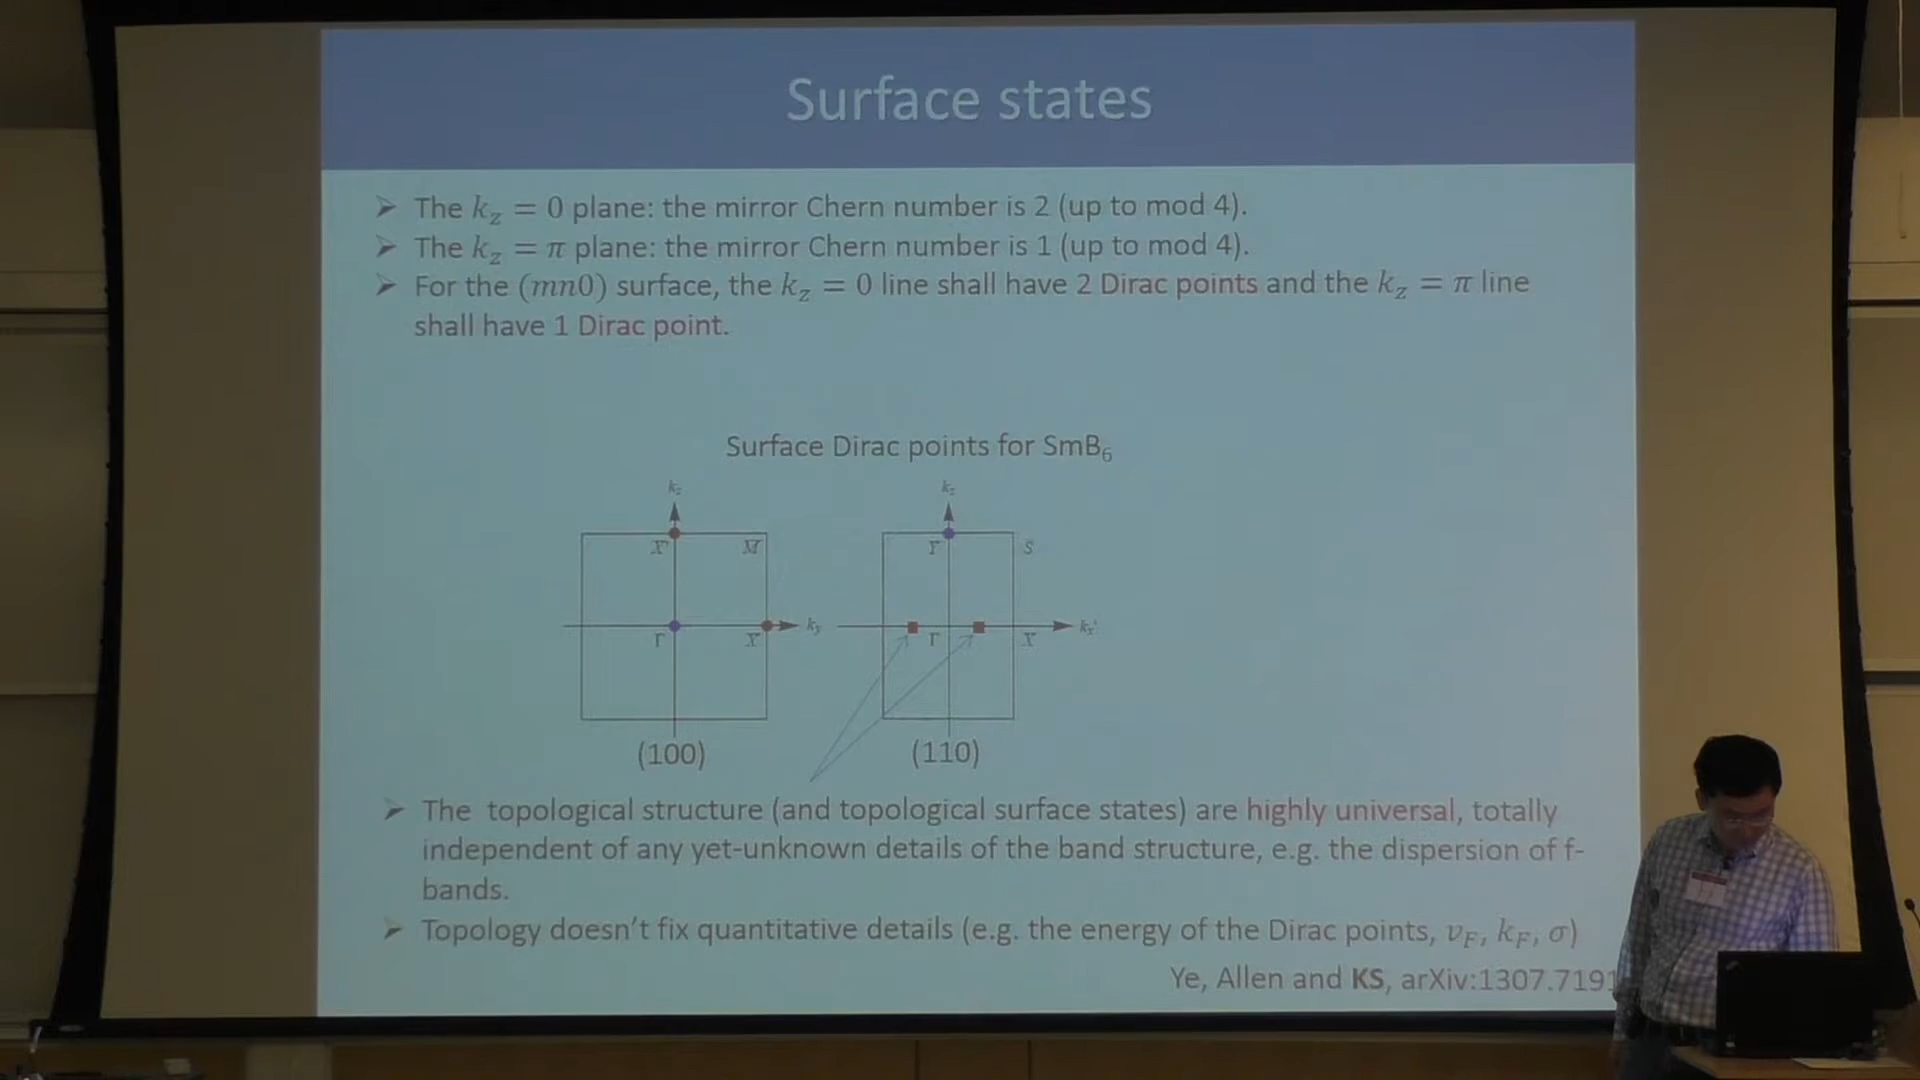 Surface states
➢ The k_z = 0 plane: the mirror Chern number is 2 (up to mod 4).
➢ The k_z = π plane: the mirror Chern number is 1 (up to mod 4).
➢ For the (mn0) surface, the k_z = 0 line shall have 2 Dirac points and the k_z = π line
shall have 1 Dirac point.
Surface Dirac points for SmB₆
k_z
k_z
M
S
k_y
Γ
X
(100)
(110)
➢ The topological structure (and topological surface states) are highly universal, totally
independent of any yet-unknown details of the band structure, e.g. the dispersion of f-
bands.
➢ Topology doesn't fix quantitative details (e.g. the energy of the Dirac points, v_F, k_F, σ)
Ye, Allen and KS, arXiv:1307.7191